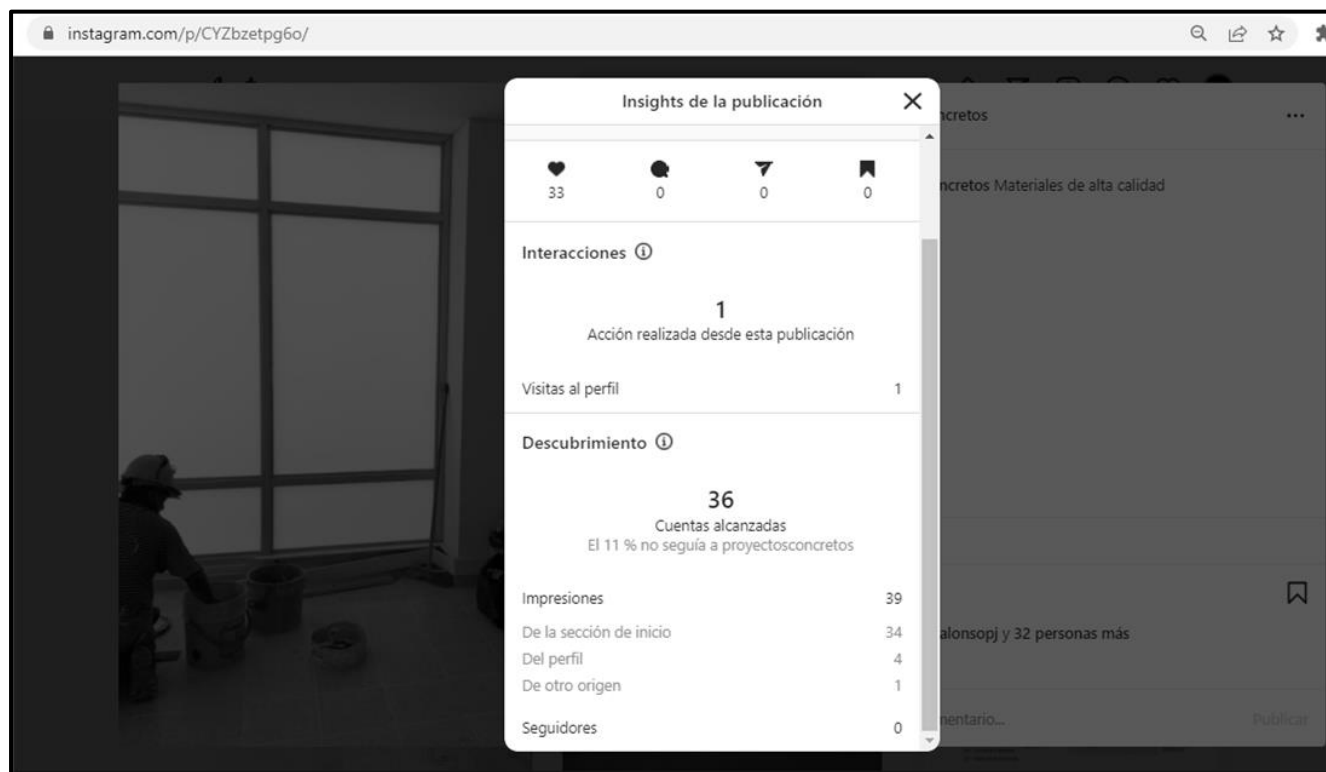 instagram.com/p/CYZbzetpg6o/
Insights de la publicación
33 0 0 0
Interacciones
1
Acción realizada desde esta publicación
Visitas al perfil 1
Descubrimiento
36
Cuentas alcanzadas
El 11 % no seguía a proyectosconcretos
Impresiones 39
De la sección de inicio 34
Del perfil 4
De otro origen 1
Seguidores 0
ncretos
ncretos Materiales de alta calidad
alonsopj y 32 personas más
mentario... Publicar